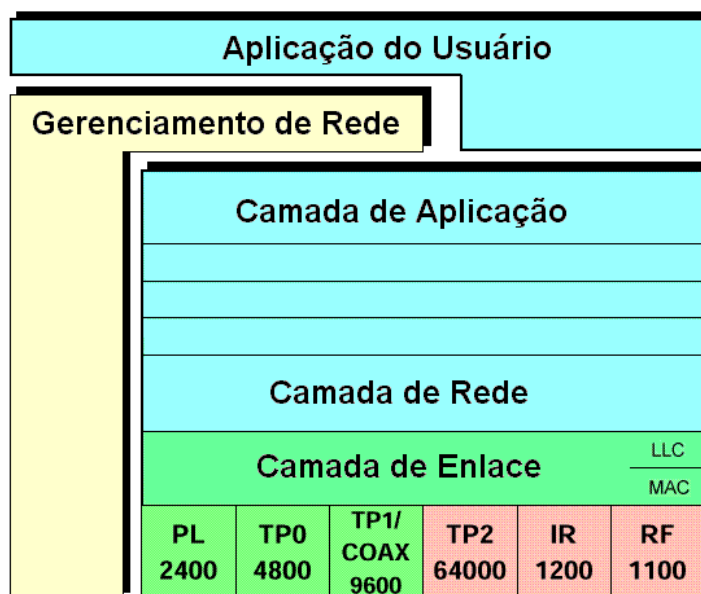 Aplicação do Usuário
Gerenciamento de Rede
Camada de Aplicação
Camada de Rede
Camada de Enlace
LLC
MAC
PL
2400
TP0
4800
TP1/
COAX
9600
TP2
64000
IR
1200
RF
1100